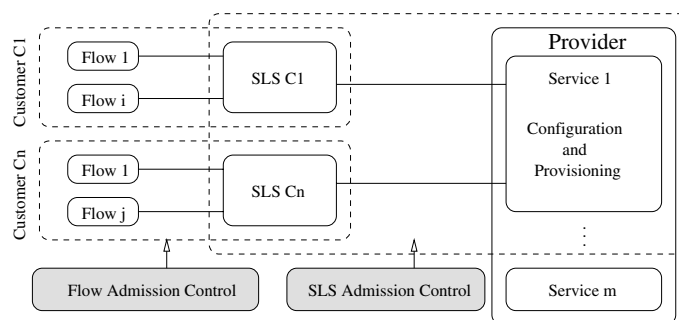 Customer C1
Flow 1
Flow i
SLS C1
Customer Cn
Flow 1
Flow j
SLS Cn
Provider
Service 1
Configuration
and
Provisioning
Service m
Flow Admission Control
SLS Admission Control